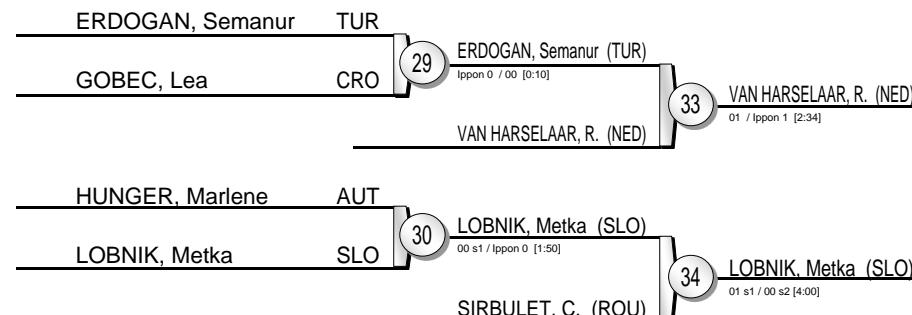 ERDOGAN, Semanur TUR
GOBEC, Lea CRO
29
ERDOGAN, Semanur (TUR)
Ippon 0 / 00 [0:10]
VAN HARSELAAR, R. (NED)
33
VAN HARSELAAR, R. (NED)
01 / Ippon 1 [2:34]
HUNGER, Marlene AUT
LOBNIK, Metka SLO
30
LOBNIK, Metka (SLO)
00 s1 / Ippon 0 [1:50]
SIRBULET, C. (ROU)
34
LOBNIK, Metka (SLO)
01 s1 / 00 s2 [4:00]